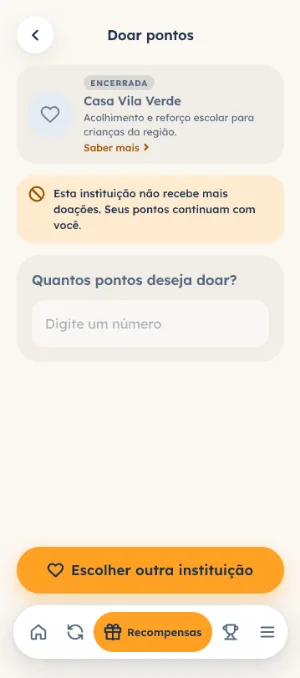 Doar pontos
ENCERRADA
Casa Vila Verde
Acolhimento e reforço escolar para
crianças da região.
Saber mais
Esta instituição não recebe mais
doações. Seus pontos continuam com
você.
Quantos pontos deseja doar?
Digite um número
Escolher outra instituição
Recompensas